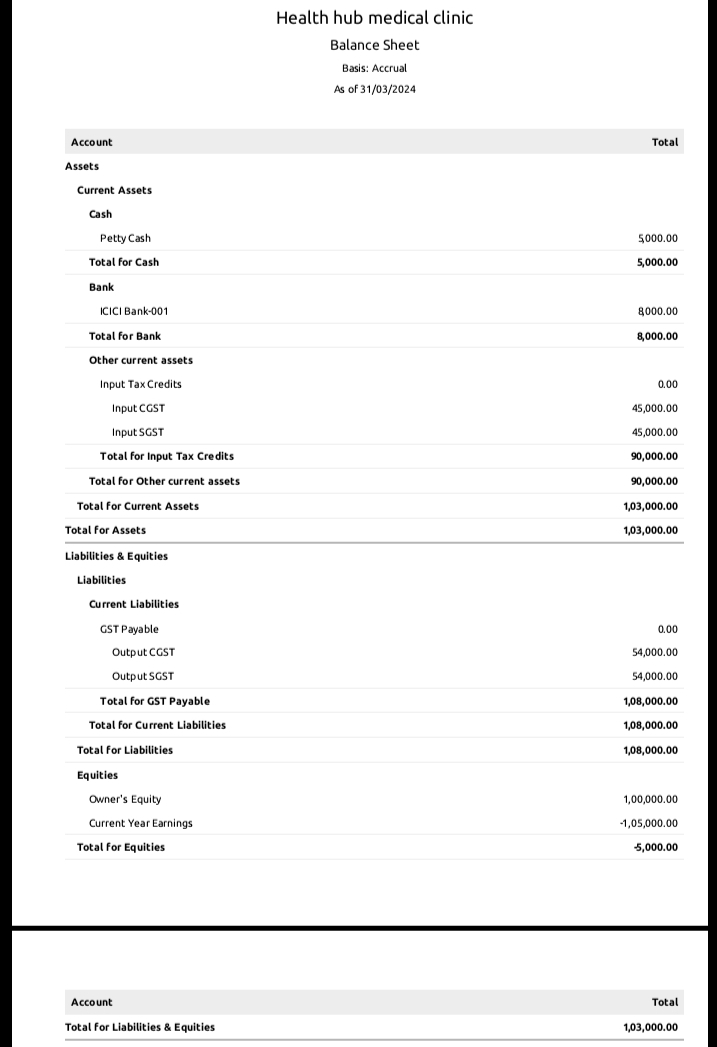 Health hub medical clinic
Balance Sheet
Basis: Accrual
As of 31/03/2024
Account Total
Assets
Current Assets
Cash
Petty Cash 5,000.00
Total for Cash 5,000.00
Bank
ICICI Bank-001 8,000.00
Total for Bank 8,000.00
Other current assets
Input Tax Credits 0.00
Input CGST 45,000.00
Input SGST 45,000.00
Total for Input Tax Credits 90,000.00
Total for Other current assets 90,000.00
Total for Current Assets 1,03,000.00
Total for Assets 1,03,000.00
Liabilities & Equities
Liabilities
Current Liabilities
GST Payable 0.00
Output CGST 54,000.00
Output SGST 54,000.00
Total for GST Payable 1,08,000.00
Total for Current Liabilities 1,08,000.00
Total for Liabilities 1,08,000.00
Equities
Owner's Equity 1,00,000.00
Current Year Earnings -1,05,000.00
Total for Equities -5,000.00
Account Total
Total for Liabilities & Equities 1,03,000.00